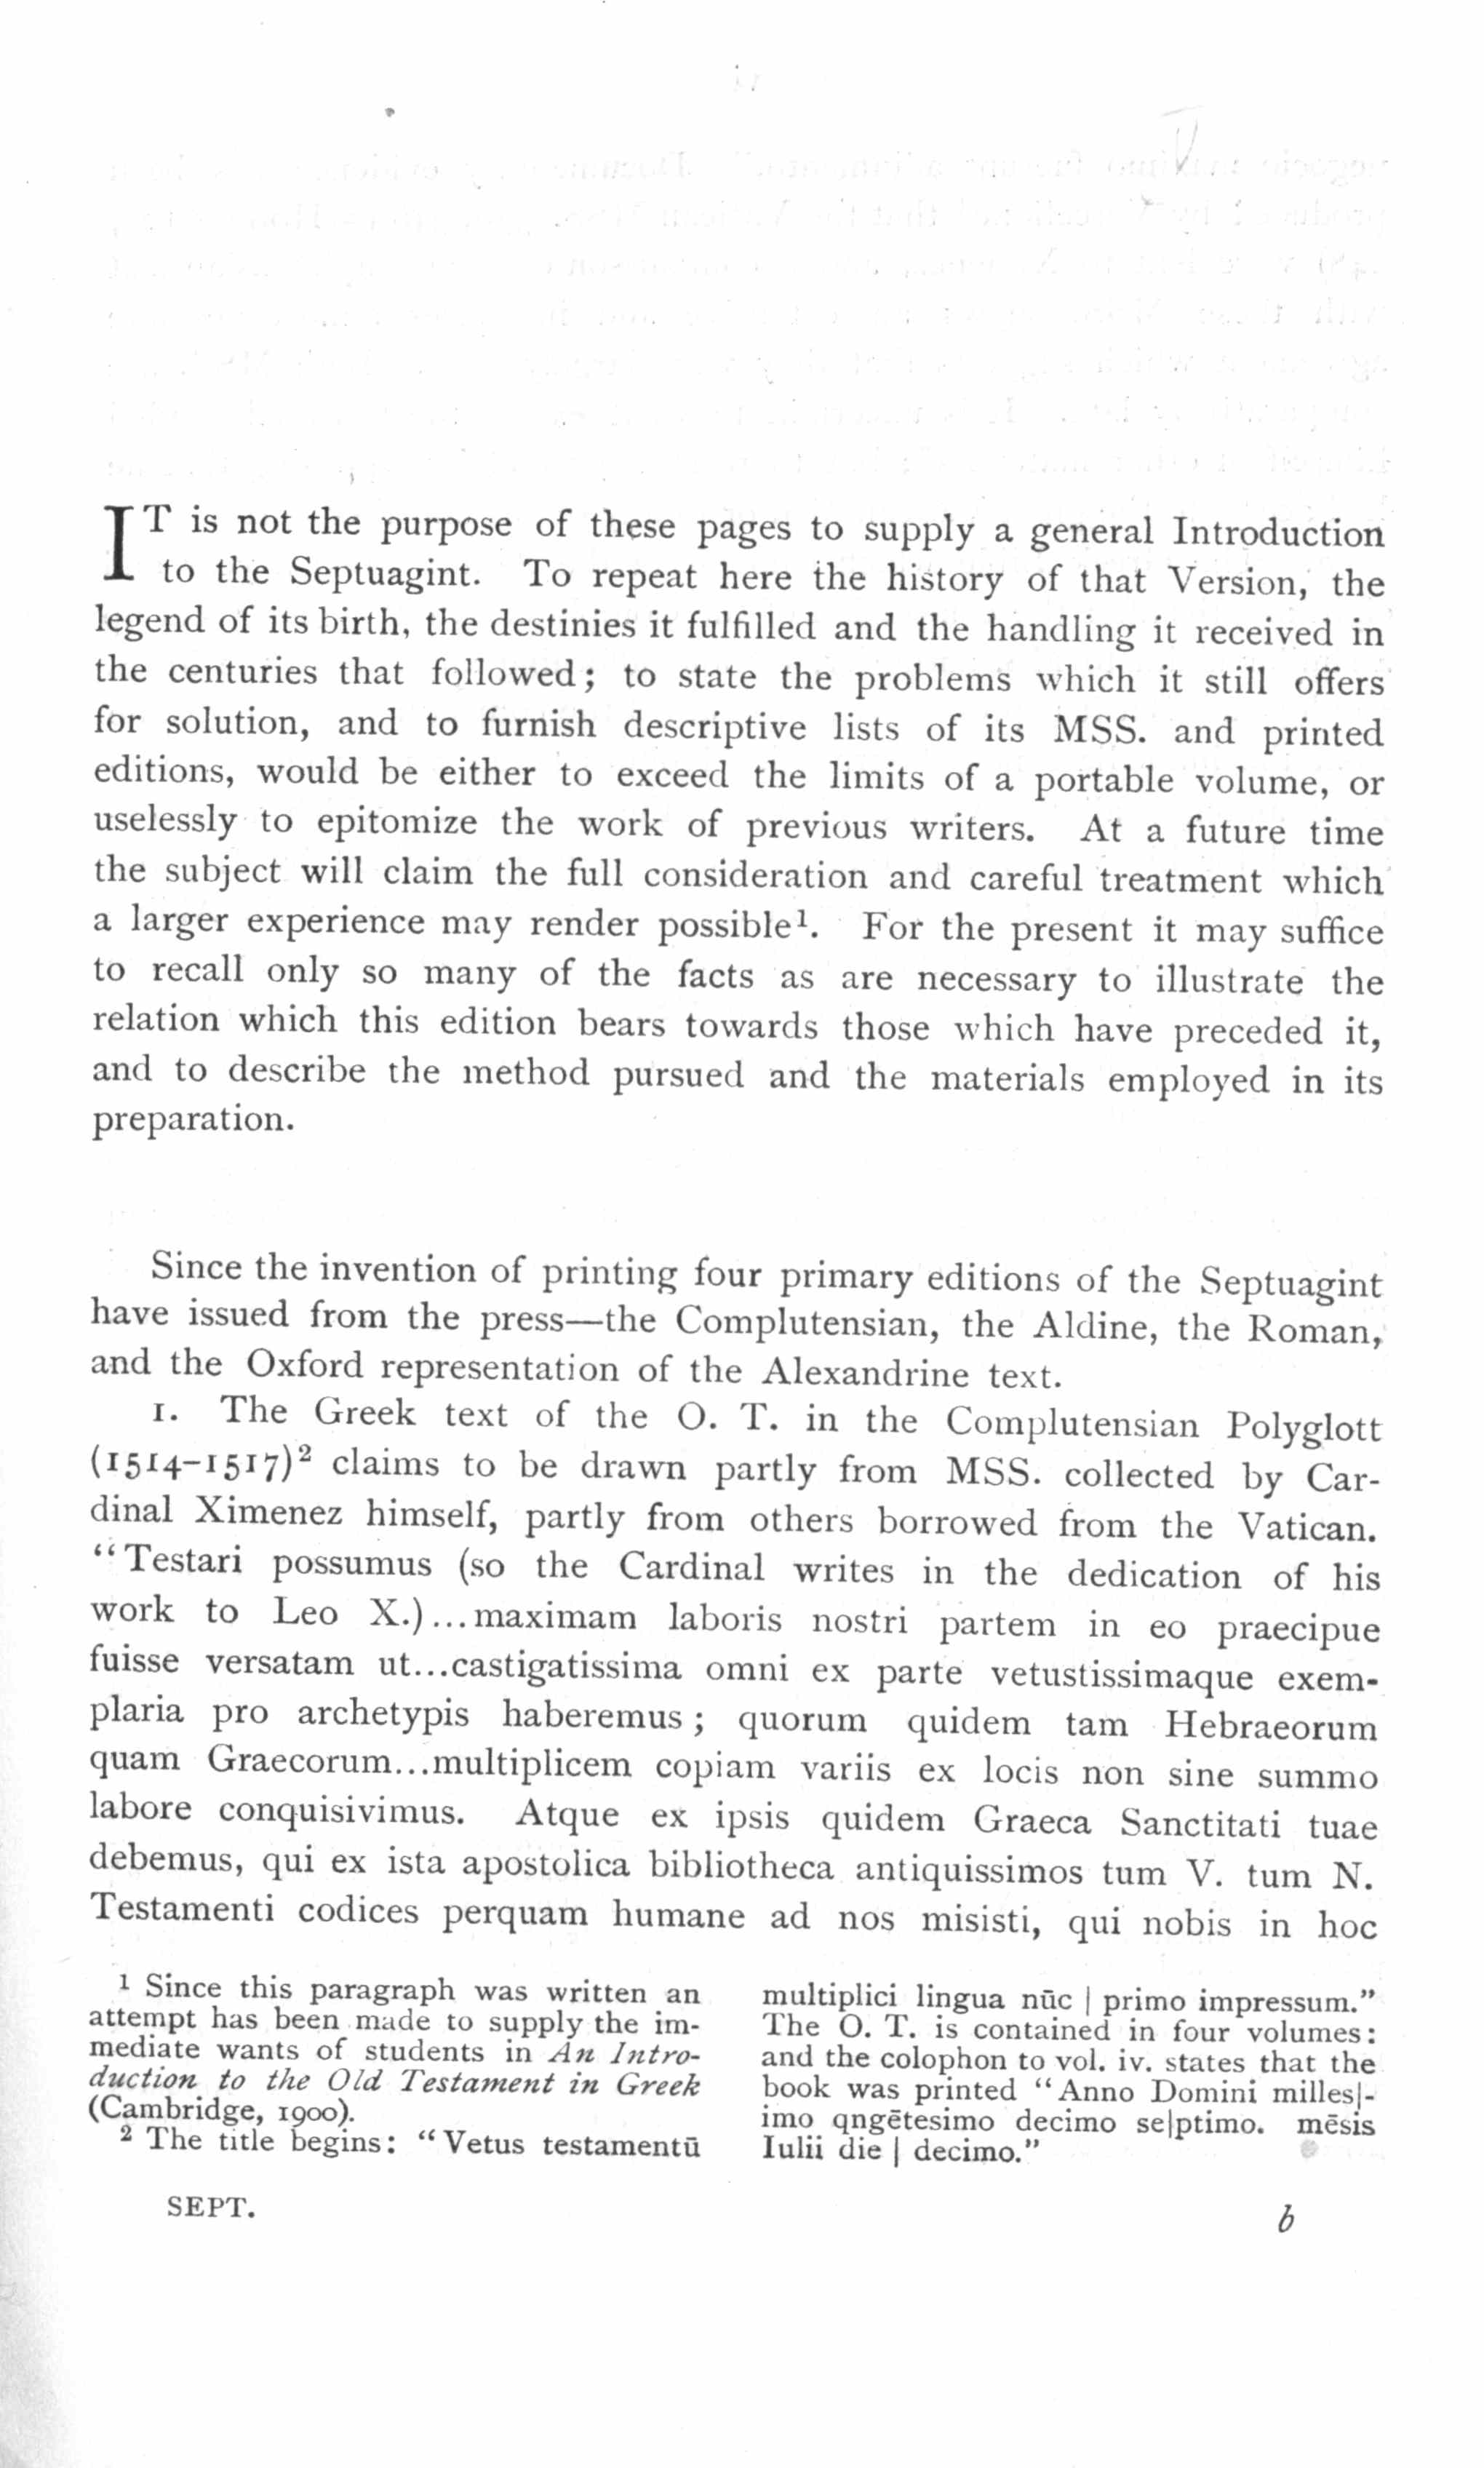 IT is not the purpose of these pages to supply a general Introduction
to the Septuagint. To repeat here the history of that Version, the
legend of its birth, the destinies it fulfilled and the handling it received in
the centuries that followed; to state the problems which it still offers
for solution, and to furnish descriptive lists of its MSS. and printed
editions, would be either to exceed the limits of a portable volume, or
uselessly to epitomize the work of previous writers. At a future time
the subject will claim the full consideration and careful treatment which
a larger experience may render possible¹. For the present it may suffice
to recall only so many of the facts as are necessary to illustrate the
relation which this edition bears towards those which have preceded it,
and to describe the method pursued and the materials employed in its
preparation.
Since the invention of printing four primary editions of the Septuagint
have issued from the press—the Complutensian, the Aldine, the Roman,
and the Oxford representation of the Alexandrine text.
1. The Greek text of the O. T. in the Complutensian Polyglott
(1514–1517)² claims to be drawn partly from MSS. collected by Car-
dinal Ximenez himself, partly from others borrowed from the Vatican.
“Testari possumus (so the Cardinal writes in the dedication of his
work to Leo X.)...maximam laboris nostri partem in eo praecipue
fuisse versatam ut...castigatissima omni ex parte vetustissimaque exem-
plaria pro archetypis haberemus; quorum quidem tam Hebraeorum
quam Graecorum...multiplicem copiam variis ex locis non sine summo
labore conquisivimus. Atque ex ipsis quidem Graeca Sanctitati tuae
debemus, qui ex ista apostolica bibliotheca antiquissimos tum V. tum N.
Testamenti codices perquam humane ad nos misisti, qui nobis in hoc
¹ Since this paragraph was written an
attempt has been made to supply the im-
mediate wants of students in An Intro-
duction to the Old Testament in Greek
(Cambridge, 1900).
² The title begins: “Vetus testamentū
multiplici lingua nūc | primo impressum.”
The O. T. is contained in four volumes:
and the colophon to vol. iv. states that the
book was printed “Anno Domini milles|-
imo qngētesimo decimo se|ptimo. mēsis
Iulii die | decimo.”
SEPT.
b